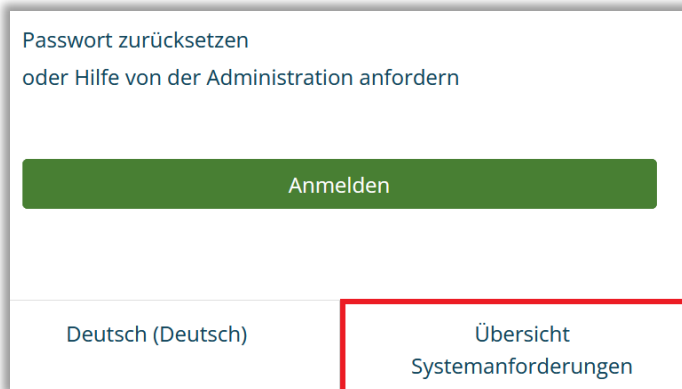 Passwort zurücksetzen
oder Hilfe von der Administration anfordern
Anmelden
Deutsch (Deutsch)
Übersicht
Systemanforderungen